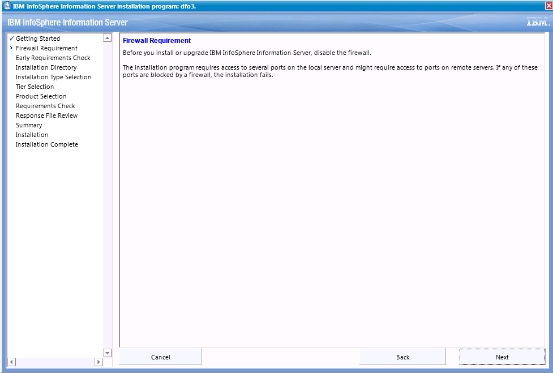 IBM InfoSphere Information Server installation program: dfo3.
IBM InfoSphere Information Server
IBM.
✓ Getting Started
› Firewall Requirement
Early Requirements Check
Installation Directory
Installation Type Selection
Tier Selection
Product Selection
Requirements Check
Response File Review
Summary
Installation
Installation Complete
Firewall Requirement
Before you install or upgrade IBM InfoSphere Information Server, disable the firewall.
The installation program requires access to several ports on the local server and might require access to ports on remote servers. If any of these
ports are blocked by a firewall, the installation fails.
Cancel
Back
Next